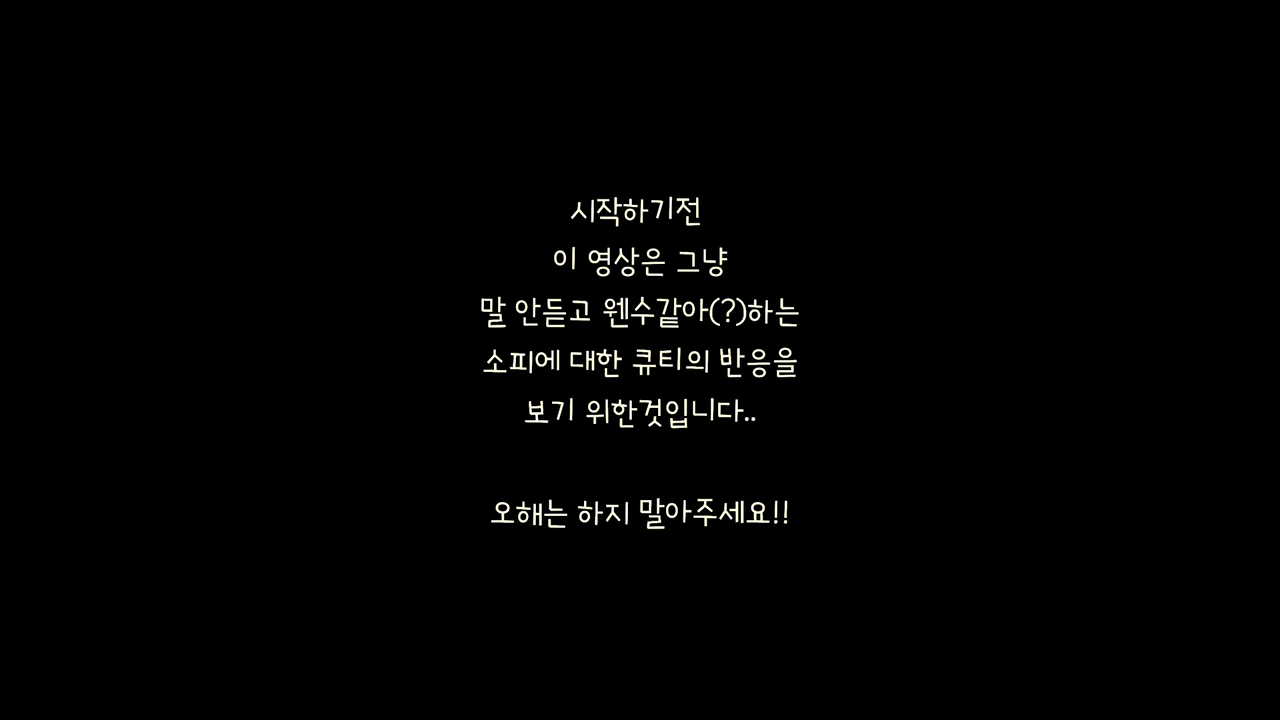 시작하기전
이 영상은 그냥
말 안듣고 웬수같아(?)하는
소피에 대한 큐티의 반응을
보기 위한것입니다..
오해는 하지 말아주세요!!